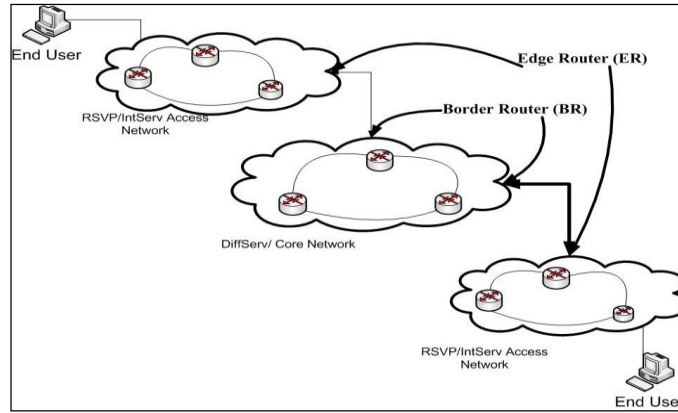 End User
Edge Router (ER)
RSVP/IntServ Access
Network
Border Router (BR)
DiffServ/ Core Network
RSVP/IntServ Access
Network
End Use